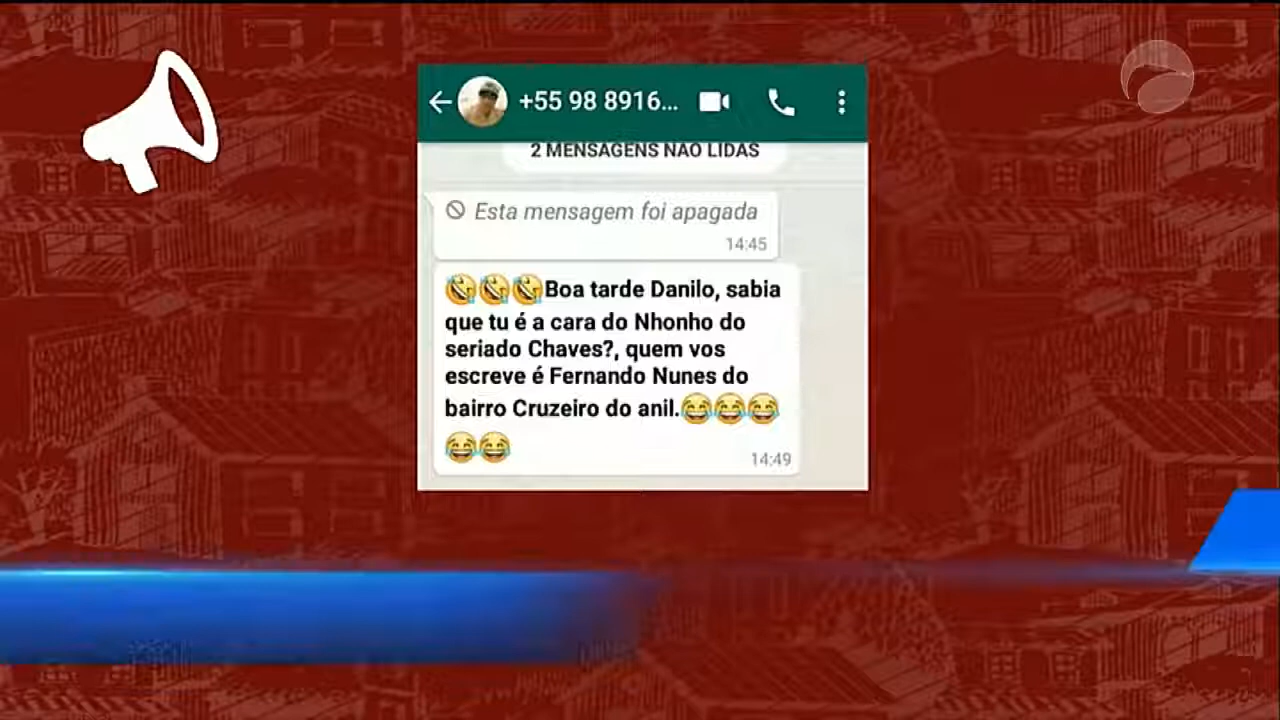 +55 98 8916...
2 MENSAGENS NAO LIDAS
Esta mensagem foi apagada
14:45
🤣🤣🤣Boa tarde Danilo, sabia
que tu é a cara do Nhonho do
seriado Chaves?, quem vos
escreve é Fernando Nunes do
bairro Cruzeiro do anil.😂😂😂
😂😂
14:49